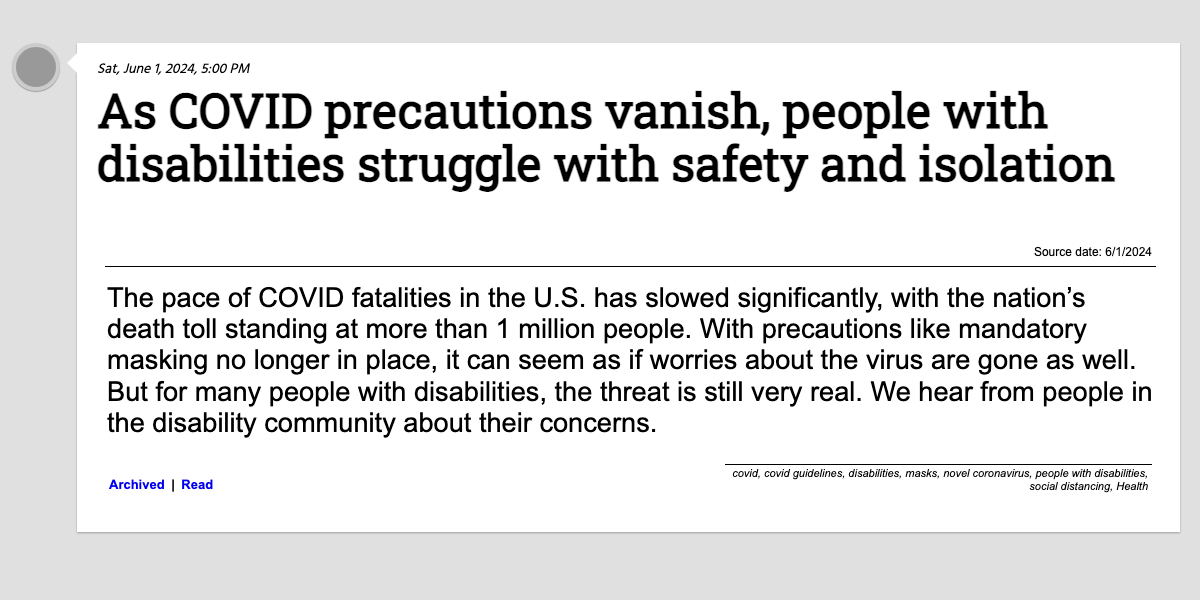 Sat, June 1, 2024, 5:00 PM
As COVID precautions vanish, people with
disabilities struggle with safety and isolation
Source date: 6/1/2024
The pace of COVID fatalities in the U.S. has slowed significantly, with the nation’s
death toll standing at more than 1 million people. With precautions like mandatory
masking no longer in place, it can seem as if worries about the virus are gone as well.
But for many people with disabilities, the threat is still very real. We hear from people in
the disability community about their concerns.
Archived | Read
covid, covid guidelines, disabilities, masks, novel coronavirus, people with disabilities,
social distancing, Health